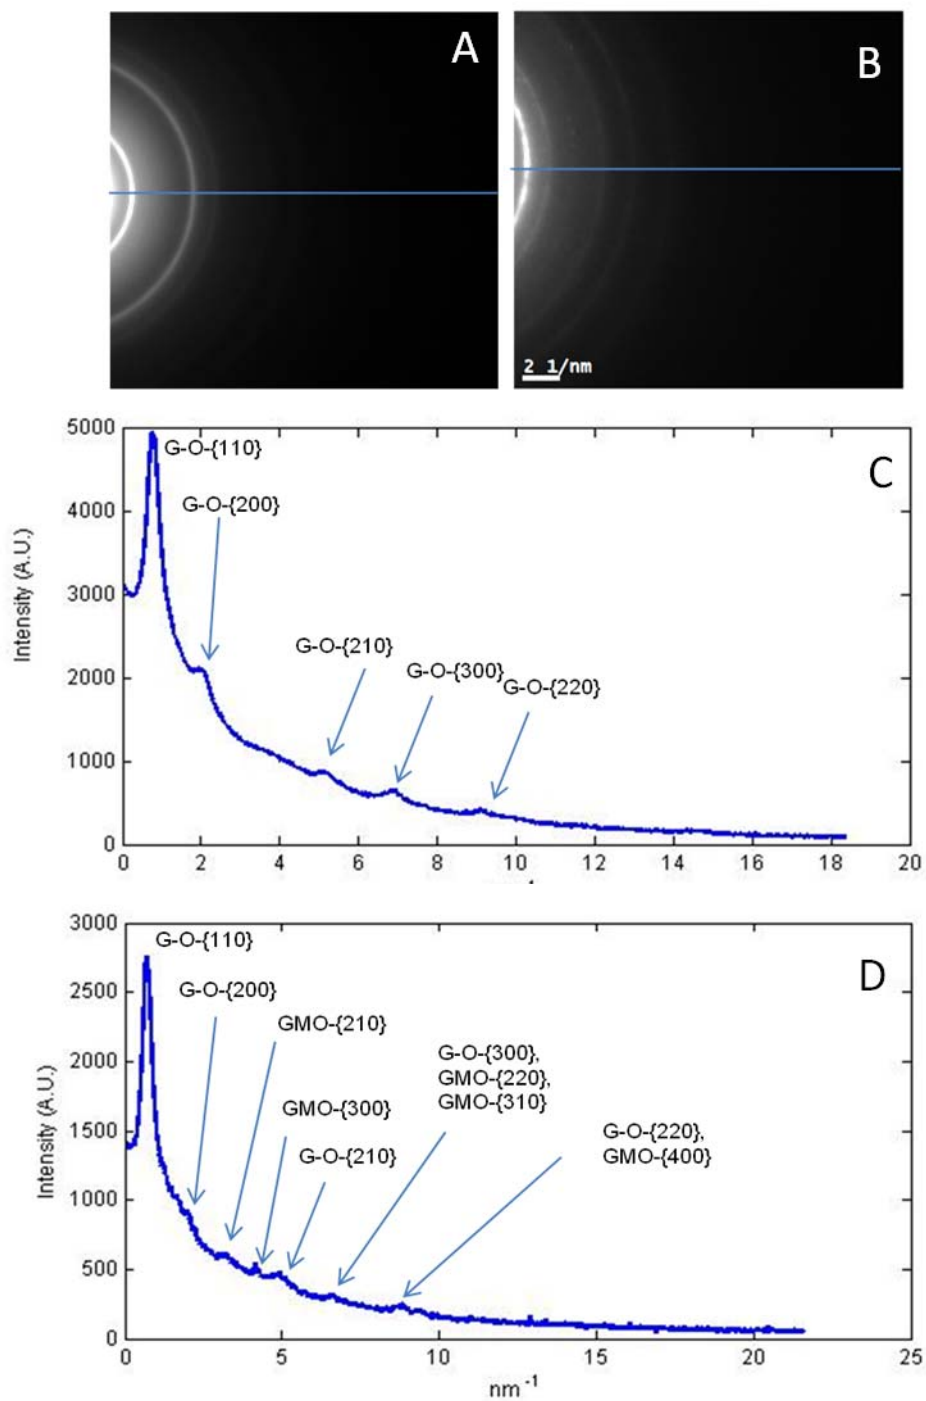 A
B
2 1/nm
C
5000
4000
3000
2000
1000
0
Intensity (A.U.)
G-O-{110}
G-O-{200}
G-O-{210}
G-O-{300}
G-O-{220}
0 2 4 6 8 10 12 14 16 18 20
D
3000
2500
2000
1500
1000
500
0
Intensity (A.U.)
G-O-{110}
G-O-{200}
GMO-{210}
GMO-{300}
G-O-{210}
G-O-{300},
GMO-{220},
GMO-{310}
G-O-{220},
GMO-{400}
0 5 10 15 20 25
nm⁻¹